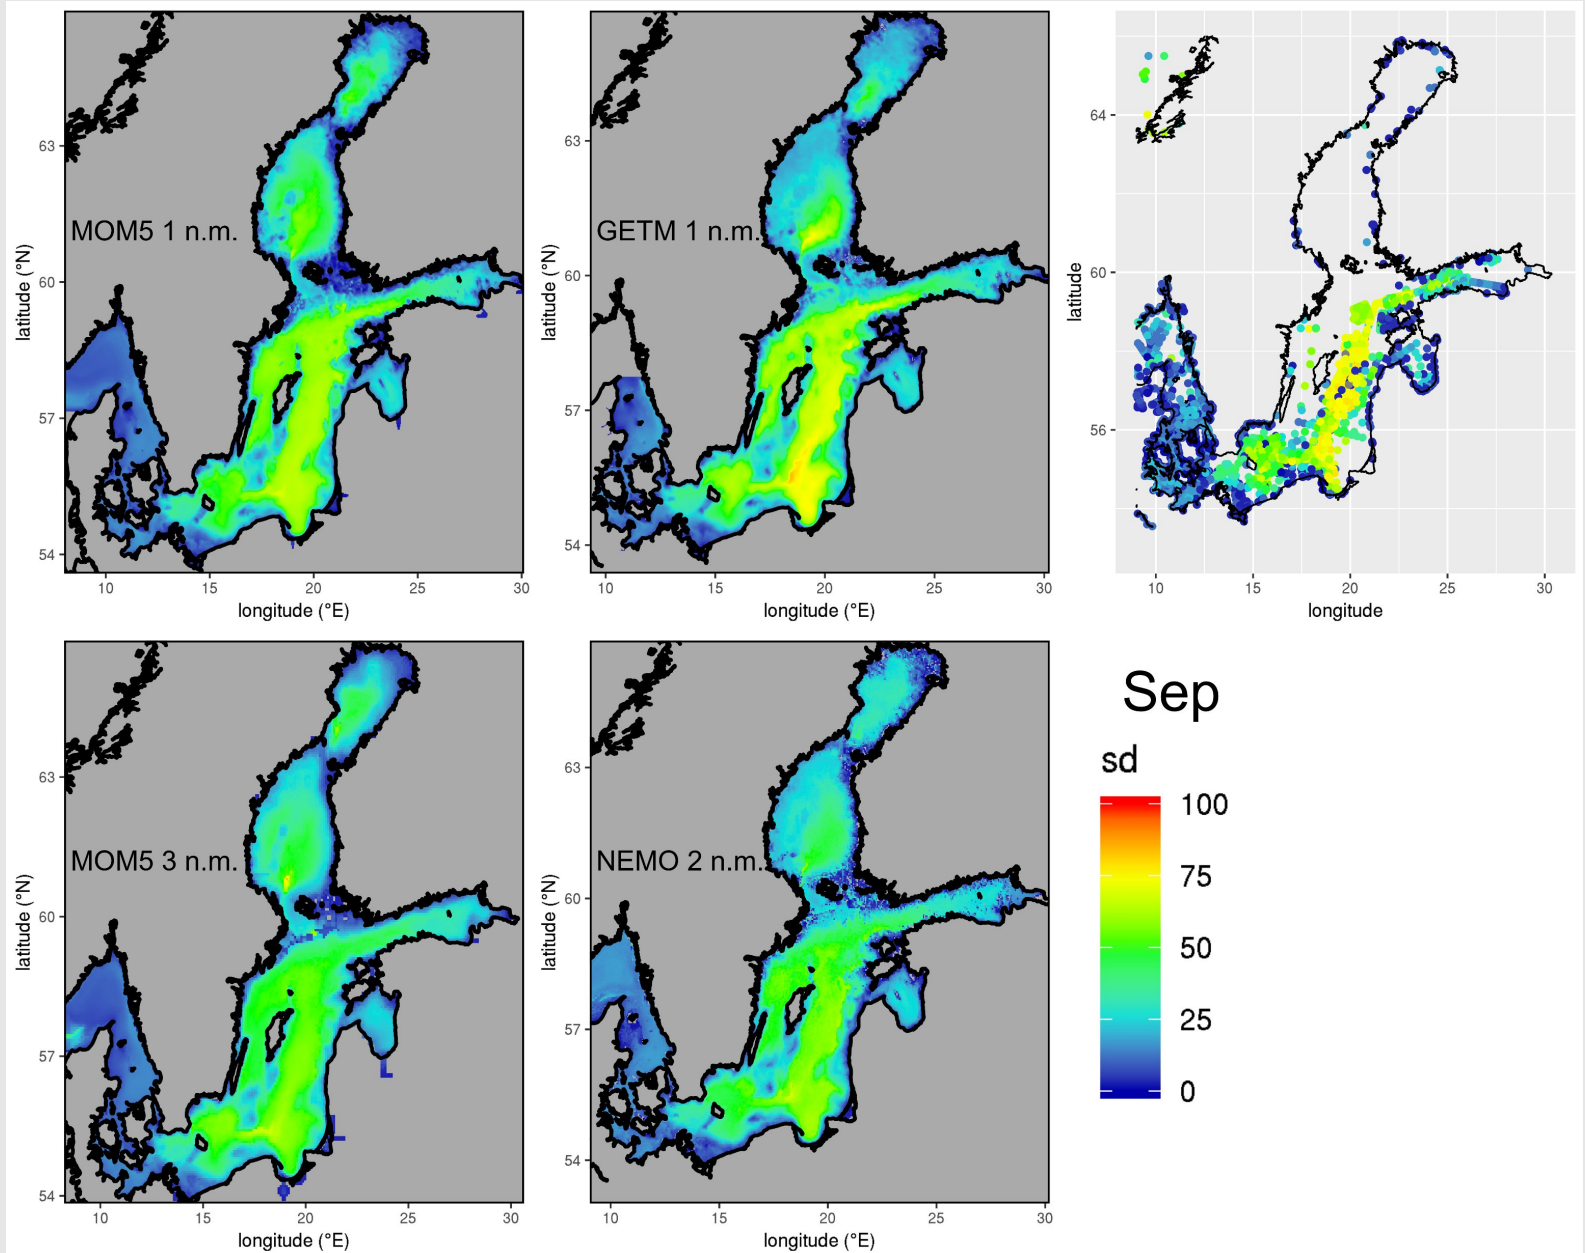 63
60
57
54
latitude (°N)
MOM5 1 n.m.
10 15 20 25 30
longitude (°E)
63
60
57
54
latitude (°N)
GETM 1 n.m.
10 15 20 25 30
longitude (°E)
64
60
56
latitude
10 15 20 25 30
longitude
63
60
57
54
latitude (°N)
MOM5 3 n.m.
10 15 20 25 30
longitude (°E)
63
60
57
54
latitude (°N)
NEMO 2 n.m.
10 15 20 25 30
longitude (°E)
Sep
sd
100
75
50
25
0